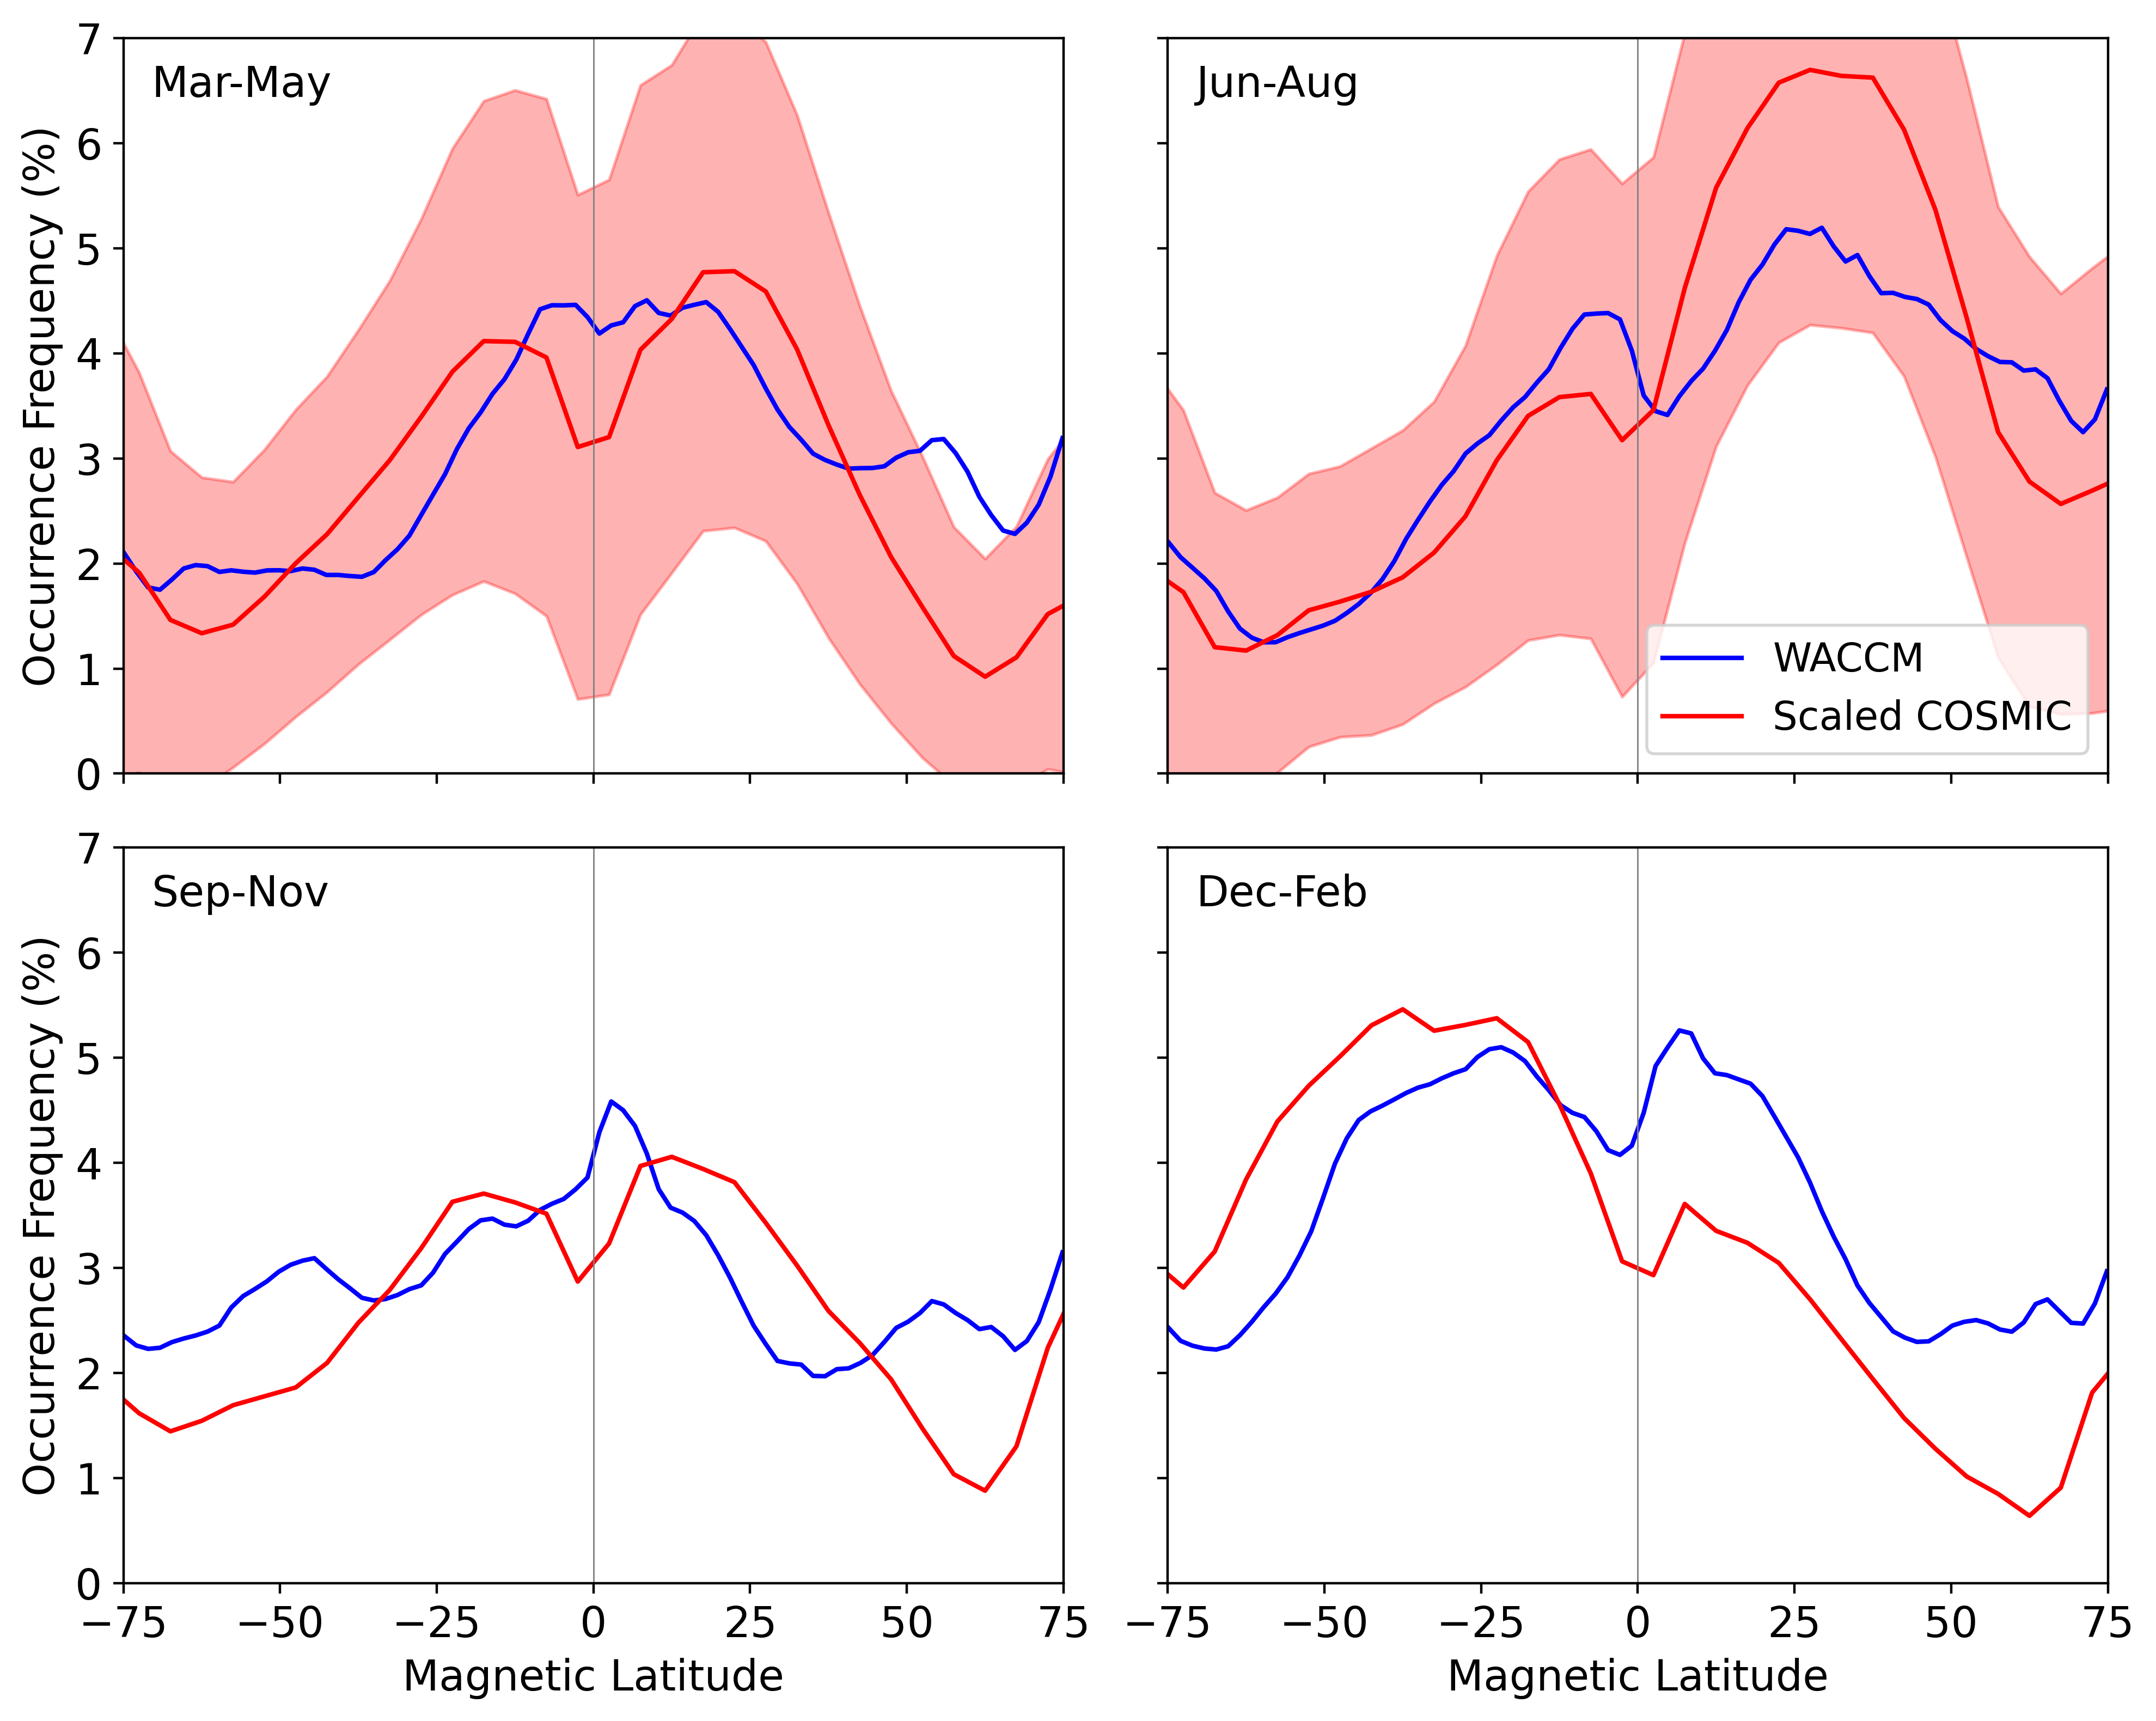 Mar-May
Jun-Aug
Occurrence Frequency (%)
7
6
5
4
3
2
1
0
WACCM
Scaled COSMIC
Sep-Nov
Dec-Feb
Occurrence Frequency (%)
7
6
5
4
3
2
1
0
−75 −50 −25 0 25 50 75
−75 −50 −25 0 25 50 75
Magnetic Latitude
Magnetic Latitude